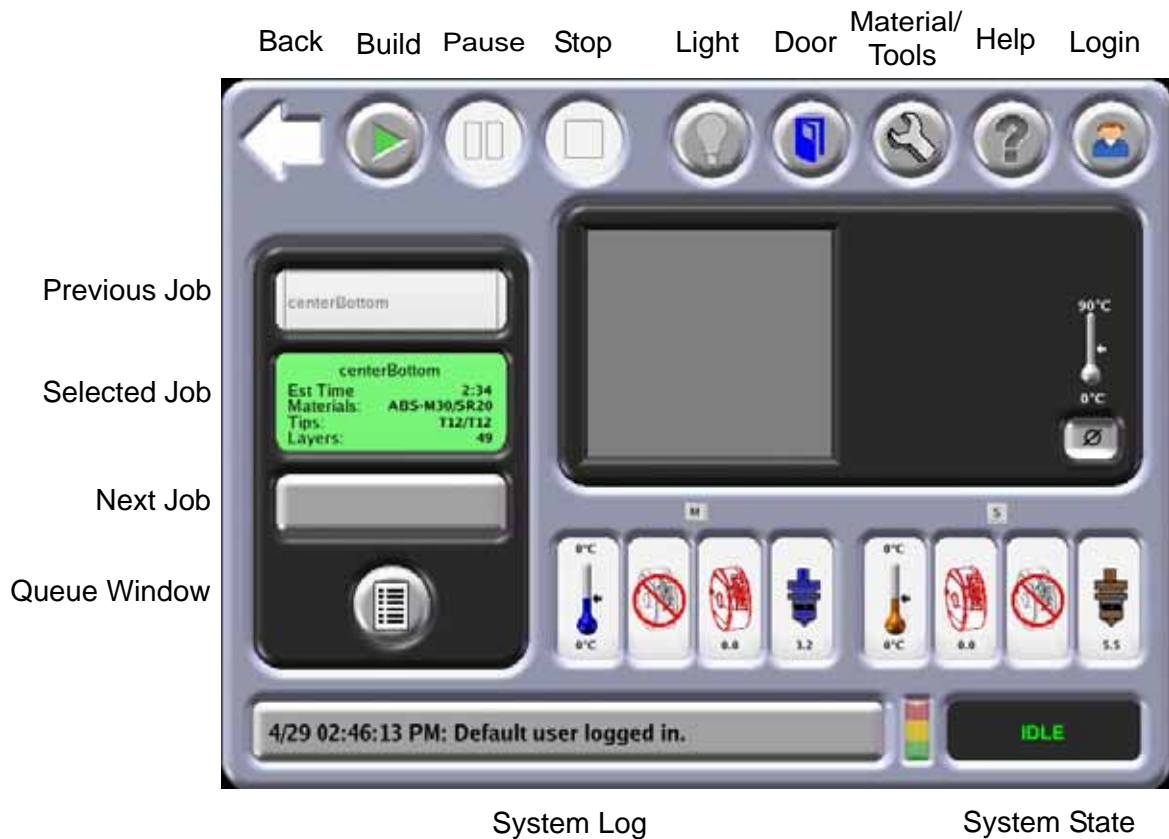 Back Build Pause Stop Light Door Material/ Tools Help Login
Previous Job
centerBottom
Selected Job
centerBottom
Est Time 2:34
Materials: ABS-M30/SR20
Tips: T12/T12
Layers: 49
Next Job
Queue Window
90°C
0°C
M
S
0°C
0°C
0.0
3.2
0°C
0°C
0.0
5.5
4/29 02:46:13 PM: Default user logged in.
IDLE
System Log
System State